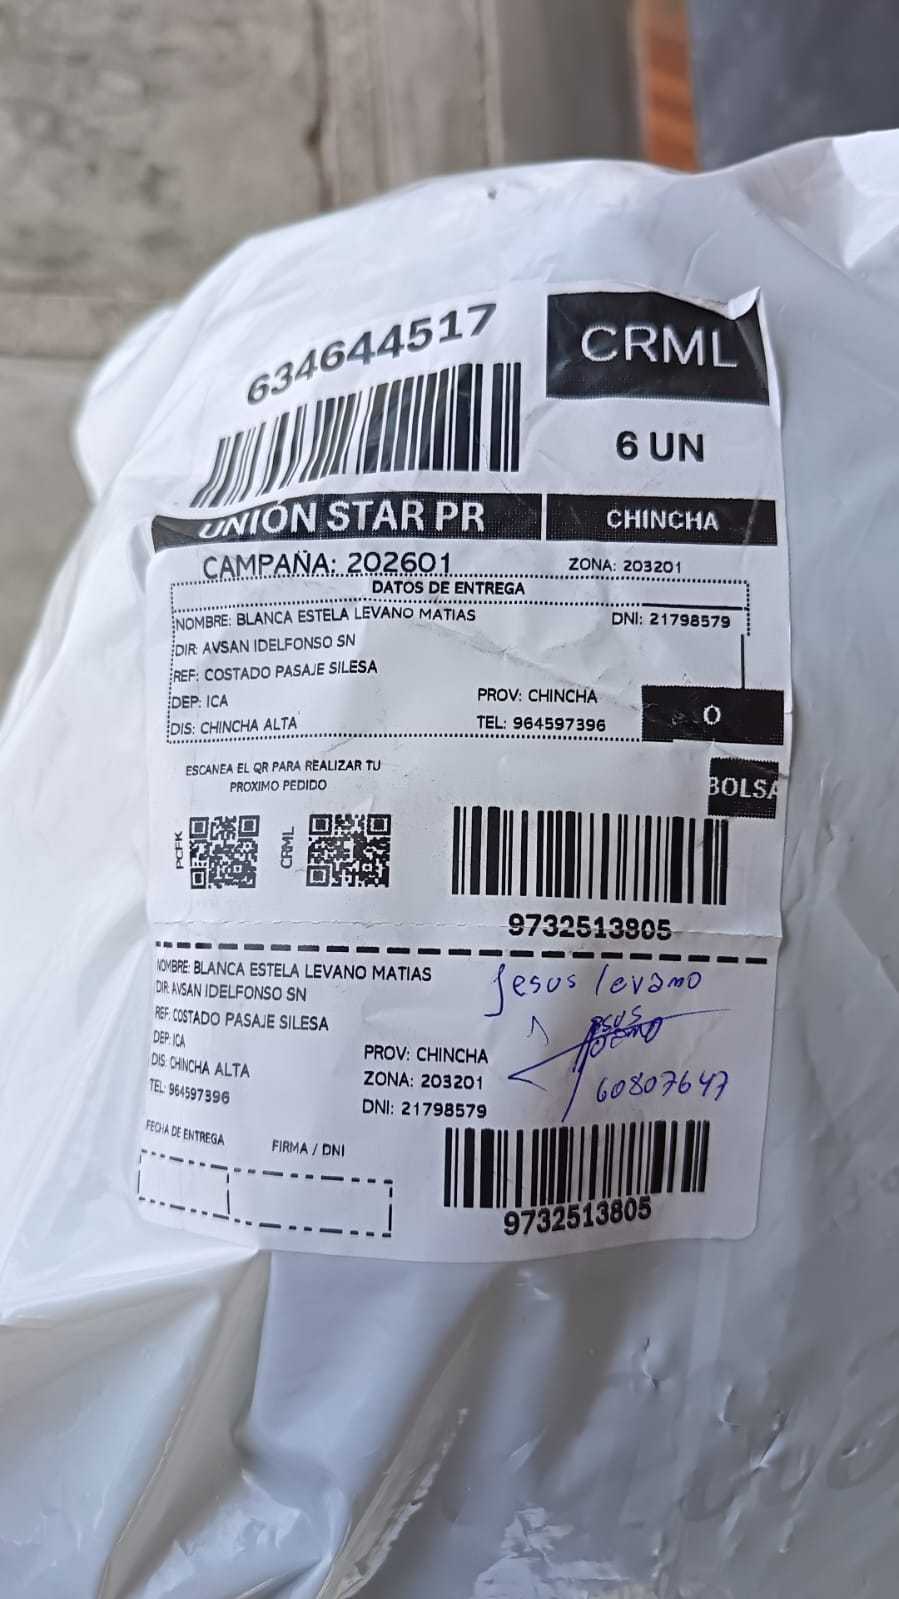 634644517
CRML
6 UN
UNIÓN STAR PR
CHINCHA
CAMPAÑA: 202601
ZONA: 203201
DATOS DE ENTREGA
NOMBRE: BLANCA ESTELA LEVANO MATIAS
DNI: 21798579
DIR: AVSAN IDELFONSO SN
REF: COSTADO PASAJE SILESA
DEP: ICA
PROV: CHINCHA
DIS: CHINCHA ALTA
TEL: 964597396
O
ESCANEA EL QR PARA REALIZAR TU
PROXIMO PEDIDO
BOLSA
PCFK
CRML
9732513805
NOMBRE: BLANCA ESTELA LEVANO MATIAS
DIR: AVSAN IDELFONSO SN
REF: COSTADO PASAJE SILESA
DEP: ICA
DIS: CHINCHA ALTA
TEL: 964597396
PROV: CHINCHA
ZONA: 203201
DNI: 21798579
Jesus levano
60807647
FECHA DE ENTREGA
FIRMA / DNI
9732513805